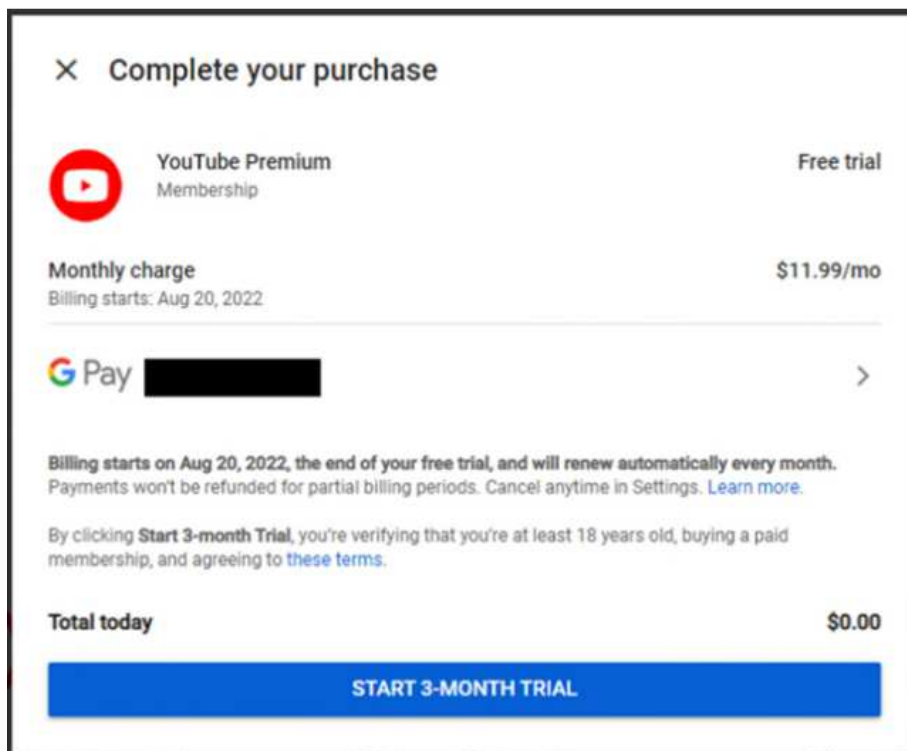 Complete your purchase
YouTube Premium
Free trial
Membership
Monthly charge
$11.99/mo
Billing starts: Aug 20, 2022
G Pay
Billing starts on Aug 20, 2022, the end of your free trial, and will renew automatically every month.
Payments won't be refunded for partial billing periods. Cancel anytime in Settings. Learn more.
By clicking Start 3-month Trial, you're verifying that you're at least 18 years old, buying a paid
membership, and agreeing to these terms.
Total today
$0.00
START 3-MONTH TRIAL